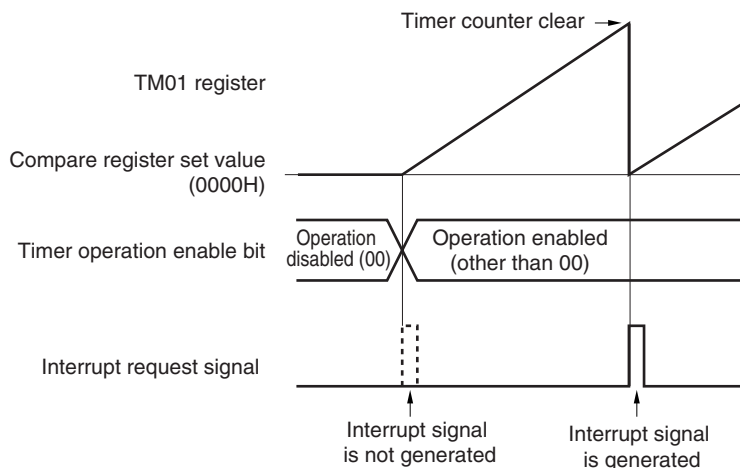 Timer counter clear
TM01 register
Compare register set value
(0000H)
Timer operation enable bit
Operation
disabled (00)
Operation enabled
(other than 00)
Interrupt request signal
Interrupt signal
is not generated
Interrupt signal
is generated